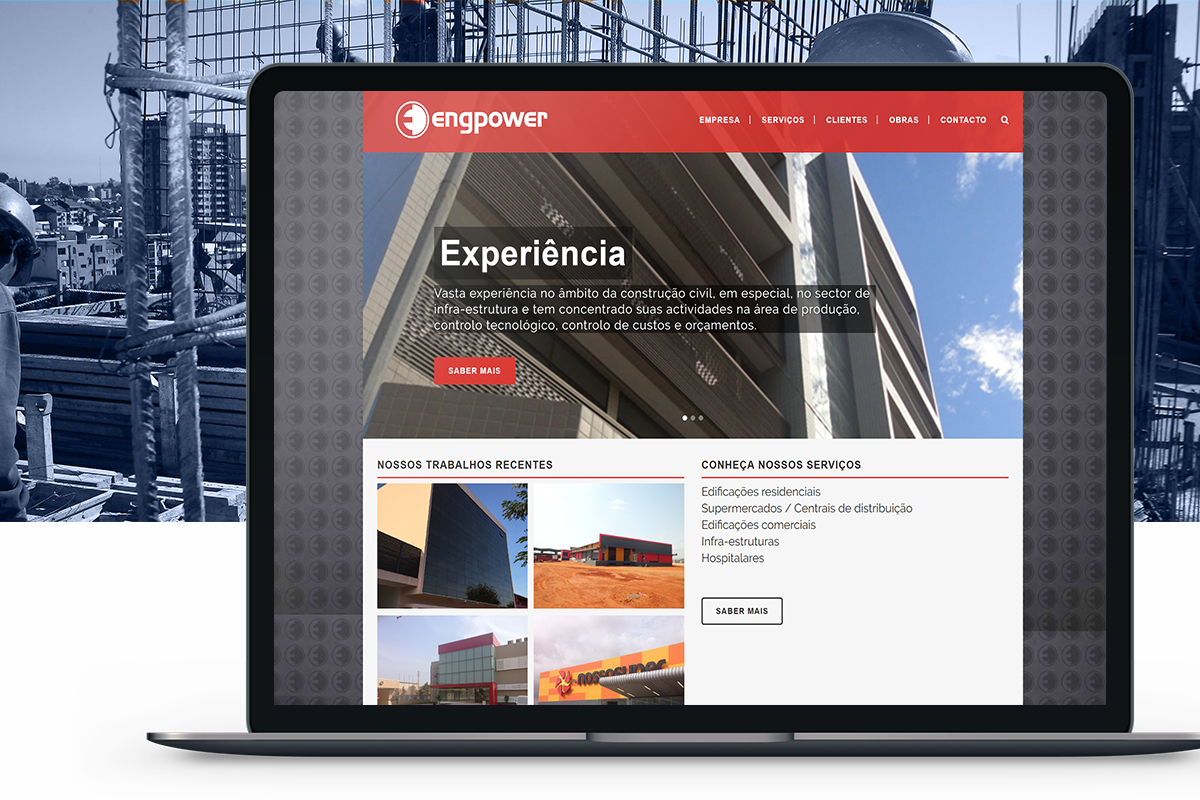 engpower
EMPRESA | SERVIÇOS | CLIENTES | OBRAS | CONTACTO
Experiência
Vasta experiência no âmbito da construção civil, em especial, no sector de
infra-estrutura e tem concentrado suas actividades na área de produção,
controlo tecnológico, controlo de custos e orçamentos.
SABER MAIS
NOSSOS TRABALHOS RECENTES
CONHEÇA NOSSOS SERVIÇOS
Edificações residenciais
Supermercados / Centrais de distribuição
Edificações comerciais
Infra-estruturas
Hospitalares
SABER MAIS